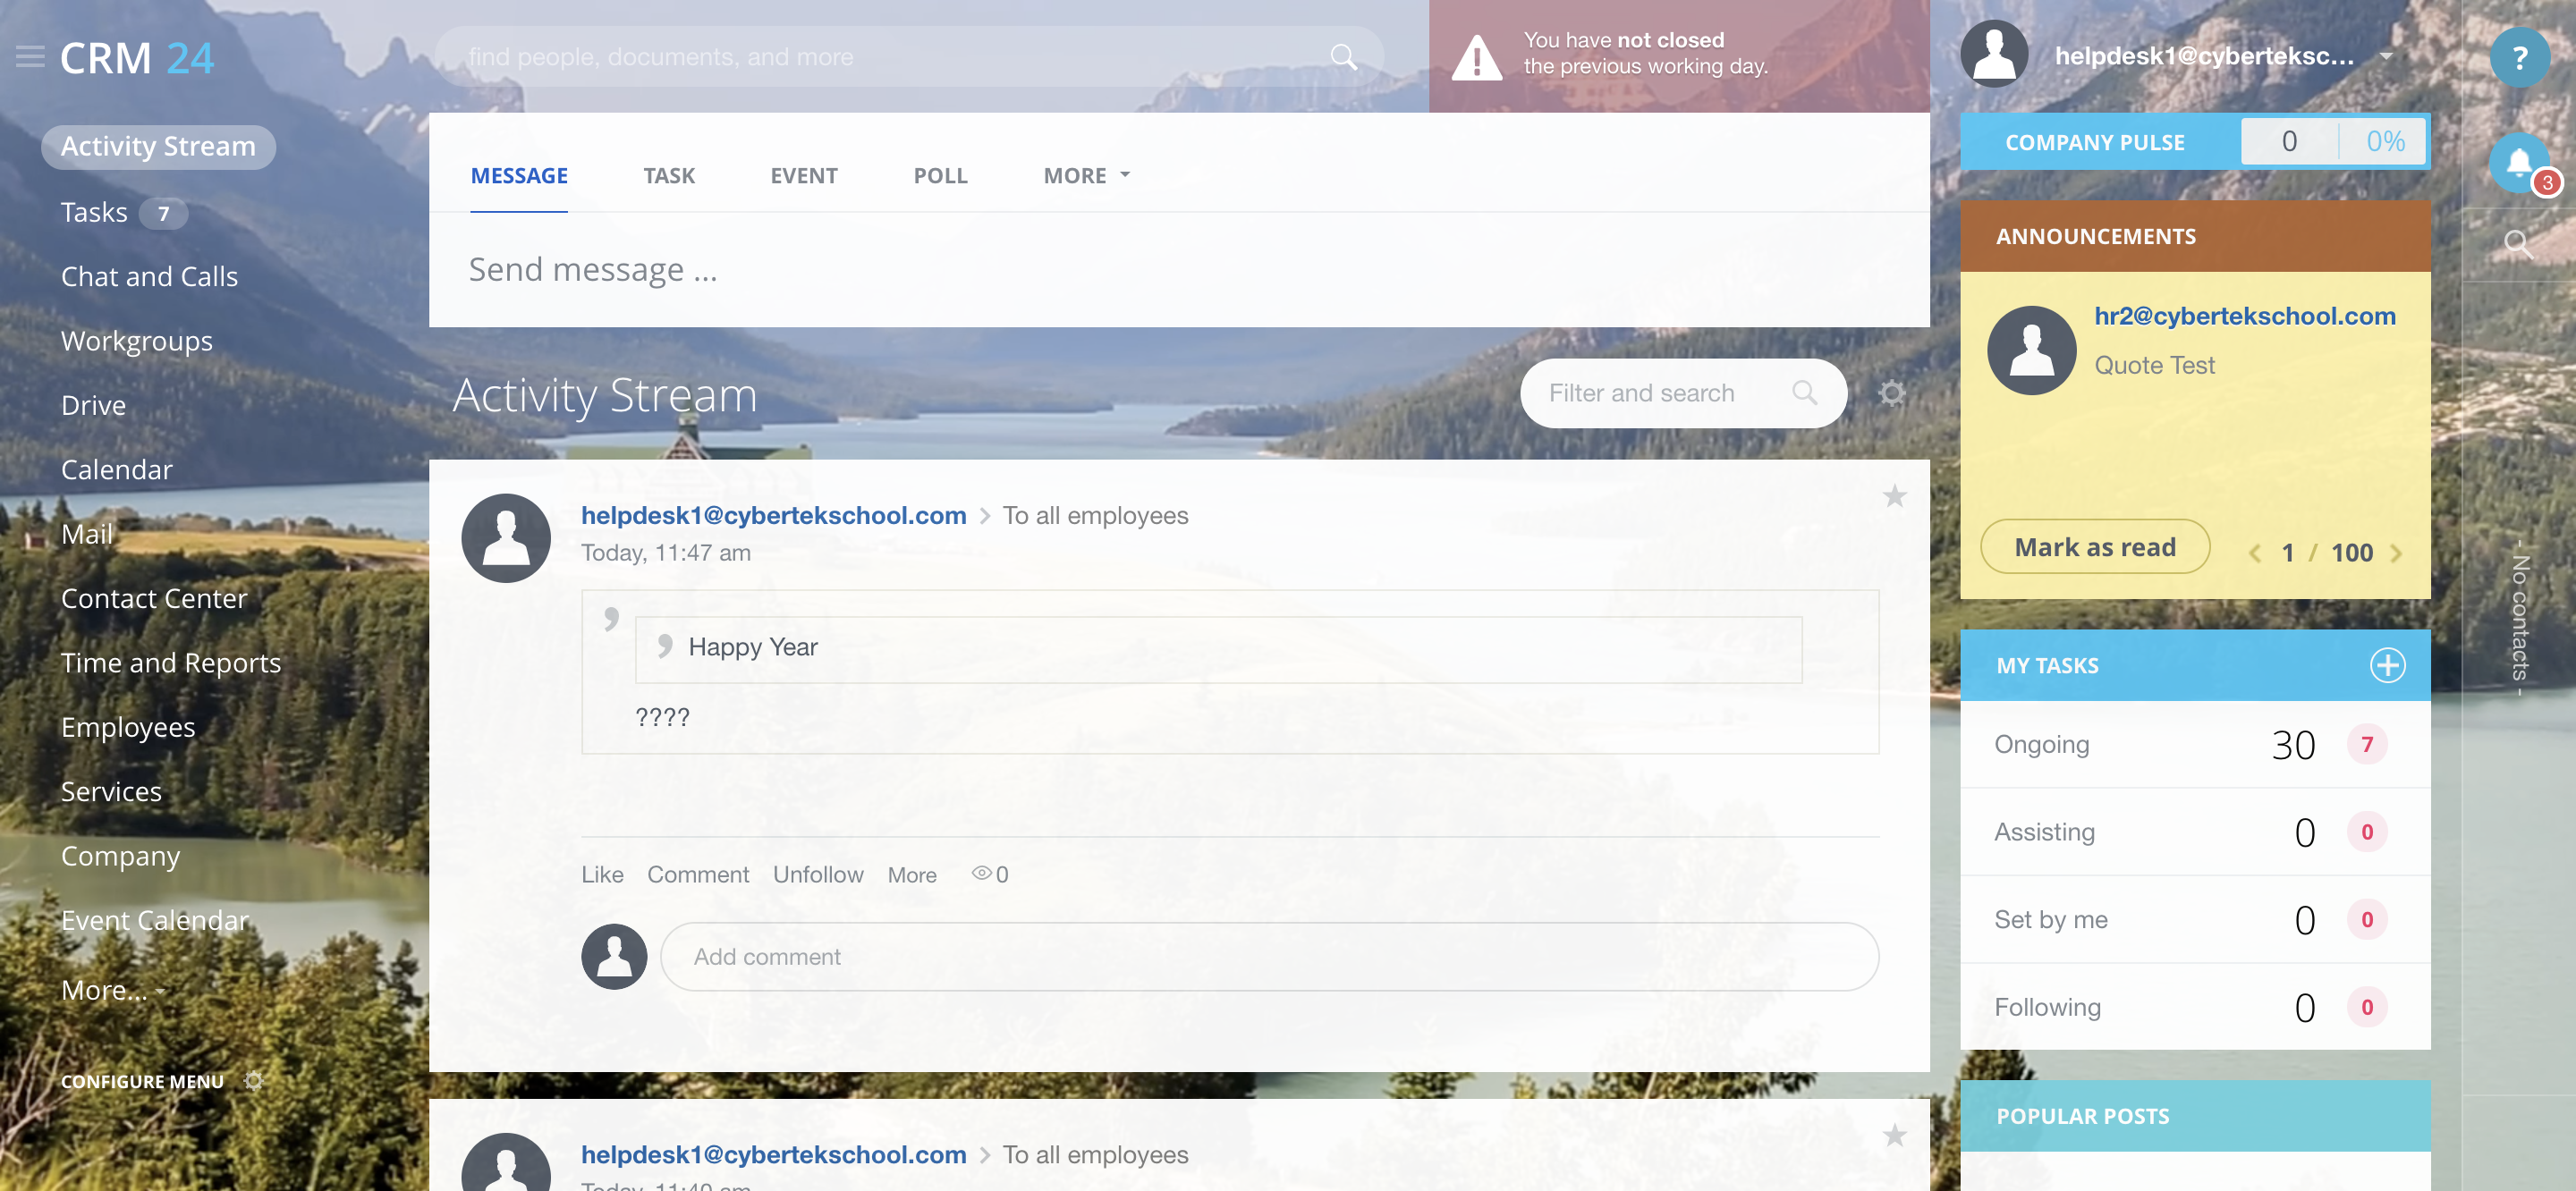 CRM 24
find people, documents, and more
You have not closed
the previous working day.
helpdesk1@cyberteksc...
?
Activity Stream
Tasks 7
Chat and Calls
Workgroups
Drive
Calendar
Mail
Contact Center
Time and Reports
Employees
Services
Company
Event Calendar
More...
CONFIGURE MENU
MESSAGE TASK EVENT POLL MORE
Send message ...
Activity Stream
Filter and search
helpdesk1@cybertekschool.com > To all employees
Today, 11:47 am
Happy Year
????
Like Comment Unfollow More 0
Add comment
helpdesk1@cybertekschool.com > To all employees
Today, 11:40 am
COMPANY PULSE 0 0%
ANNOUNCEMENTS
hr2@cybertekschool.com
Quote Test
Mark as read < 1 / 100 >
MY TASKS
Ongoing 30 7
Assisting 0 0
Set by me 0 0
Following 0 0
POPULAR POSTS
3
- No contacts -